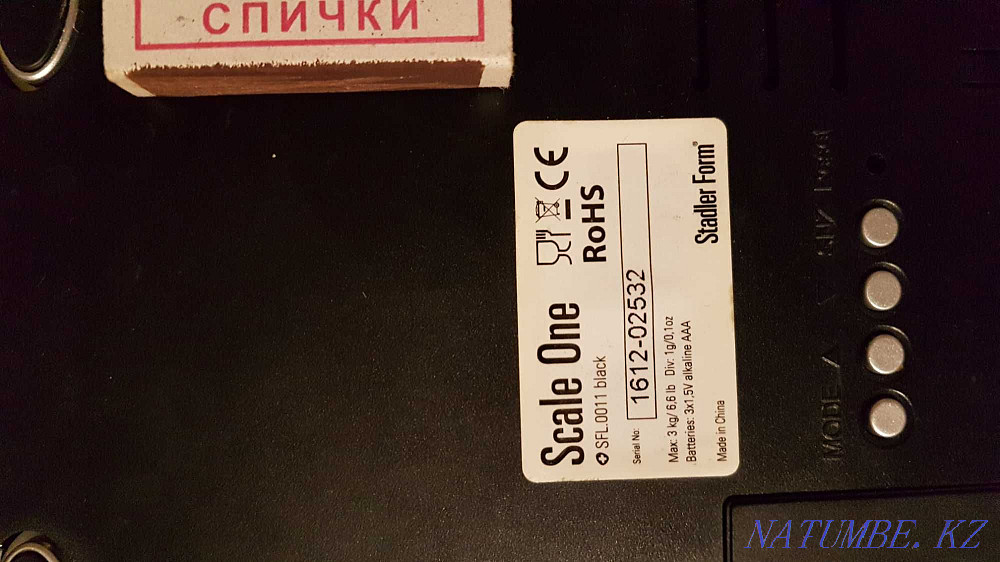 СПИЧКИ
Scale One
SFL.0011 black
RoHS
CE
Serial No: 1612-02532
Max: 3 kg/ 6,6 lb Div: 1g/0,1oz
Batteries: 3x1,5V alkaline AAA
Made in China
Stadler Form
MODE
Reset
NATUMBE.KZ